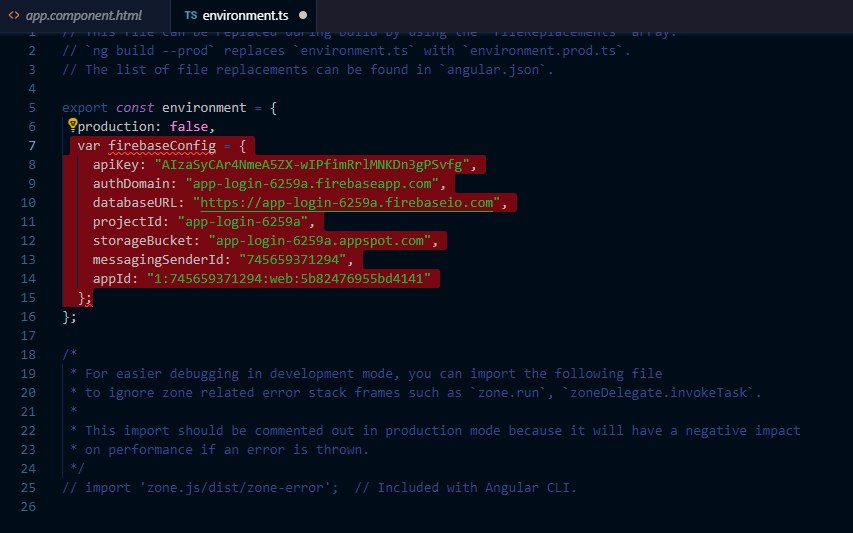 <> app.component.html TS environment.ts ●
1 // This file can be replaced during build by using the `fileReplacements` array.
2 // `ng build --prod` replaces `environment.ts` with `environment.prod.ts`.
3 // The list of file replacements can be found in `angular.json`.
4
5 export const environment = {
6 production: false,
7 var firebaseConfig = {
8 apiKey: "AIzaSyCAr4NmeA5ZX-wIPfimRrlMNKDn3gPSvfg",
9 authDomain: "app-login-6259a.firebaseapp.com",
10 databaseURL: "https://app-login-6259a.firebaseio.com",
11 projectId: "app-login-6259a",
12 storageBucket: "app-login-6259a.appspot.com",
13 messagingSenderId: "745659371294",
14 appId: "1:745659371294:web:5b82476955bd4141"
15 };
16 };
17
18 /*
19 * For easier debugging in development mode, you can import the following file
20 * to ignore zone related error stack frames such as `zone.run`, `zoneDelegate.invokeTask`.
21 *
22 * This import should be commented out in production mode because it will have a negative impact
23 * on performance if an error is thrown.
24 */
25 // import 'zone.js/dist/zone-error';  // Included with Angular CLI.
26